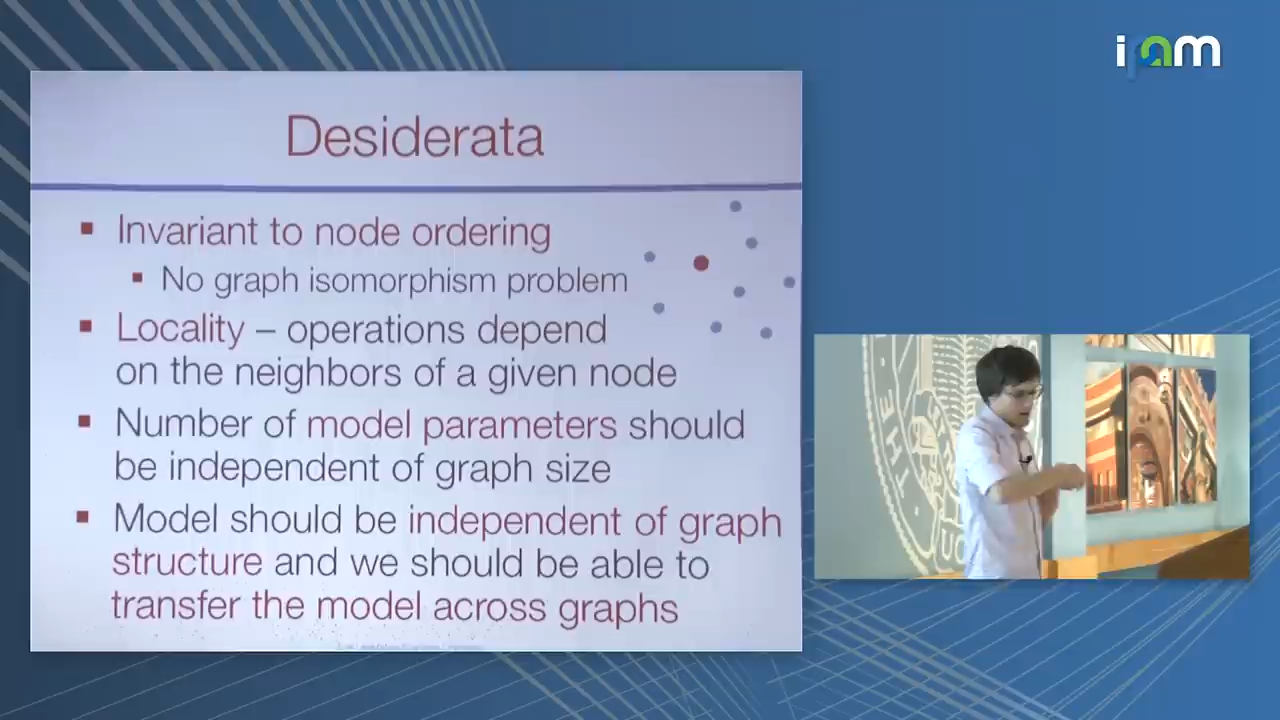 ipam
Desiderata
▪ Invariant to node ordering
▪ No graph isomorphism problem
▪ Locality – operations depend
on the neighbors of a given node
▪ Number of model parameters should
be independent of graph size
▪ Model should be independent of graph
structure and we should be able to
transfer the model across graphs
THE